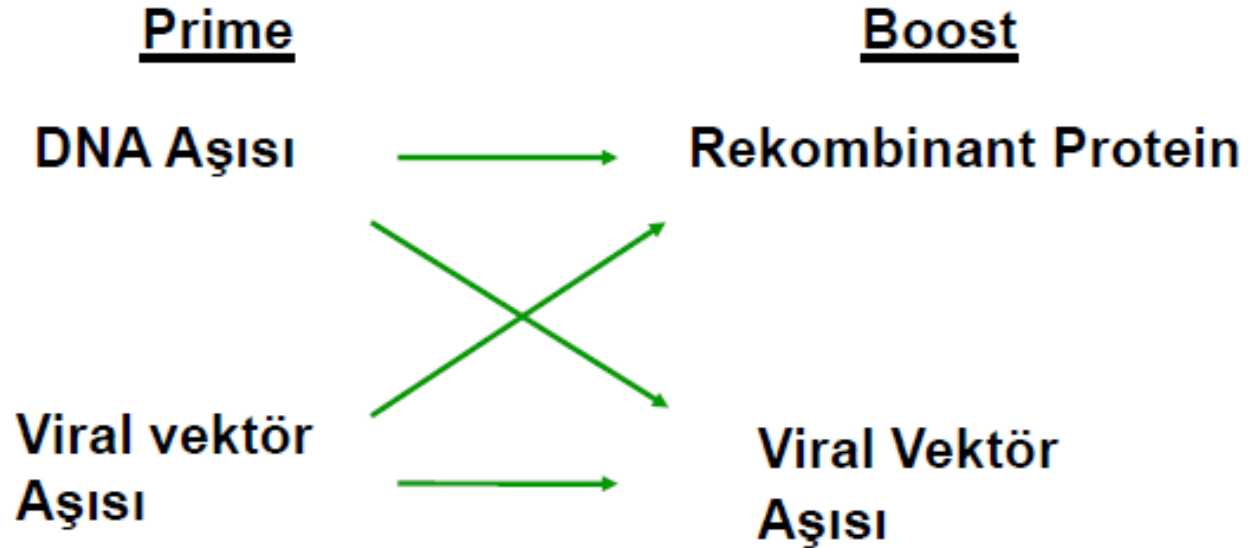 Prime
Boost
DNA Aşısı
Rekombinant Protein
Viral vektör
Aşısı
Viral Vektör
Aşısı